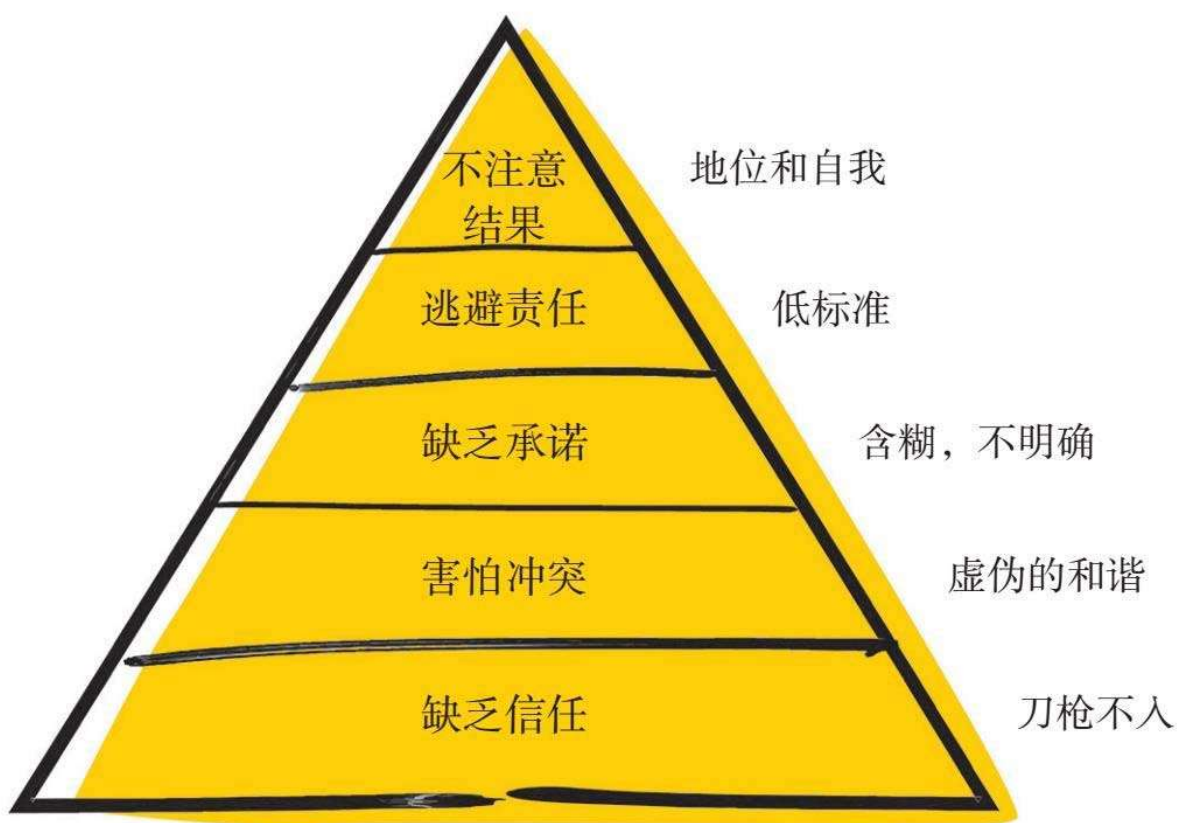 不注意 地位和自我
结果
逃避责任 低标准
缺乏承诺 含糊，不明确
害怕冲突 虚伪的和谐
缺乏信任 刀枪不入